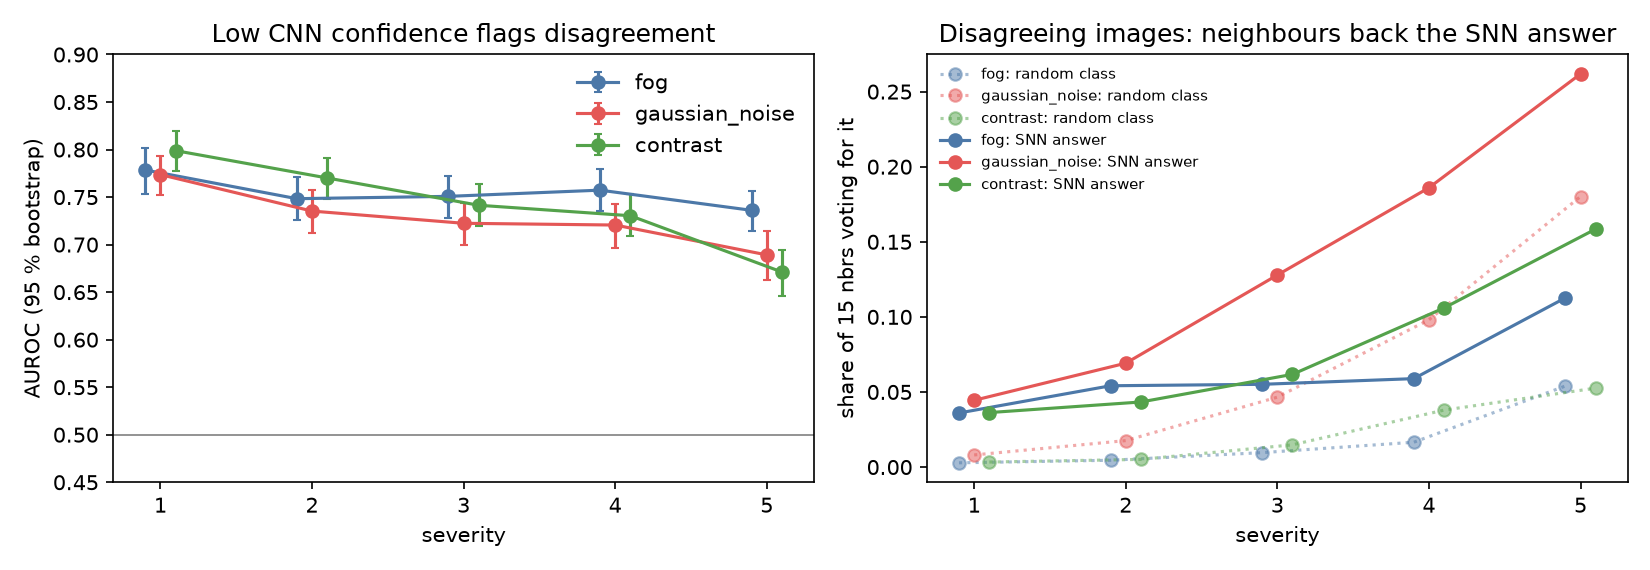 Low CNN confidence flags disagreement
AUROC (95 % bootstrap)
0.90
0.85
0.80
0.75
0.70
0.65
0.60
0.55
0.50
0.45
fog
gaussian_noise
contrast
1 2 3 4 5
severity
Disagreeing images: neighbours back the SNN answer
share of 15 nbrs voting for it
0.25
0.20
0.15
0.10
0.05
0.00
fog: random class
gaussian_noise: random class
contrast: random class
fog: SNN answer
gaussian_noise: SNN answer
contrast: SNN answer
1 2 3 4 5
severity